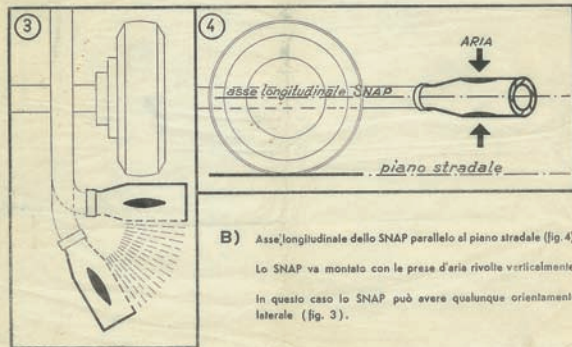 3
4
ARIA
asse longitudinale SNAP
piano stradale
B) Asse longitudinale dello SNAP parallelo al piano stradale (fig. 4)
Lo SNAP va montato con le prese d'aria rivolte verticalmente
In questo caso lo SNAP può avere qualunque orientament
laterale (fig. 3).